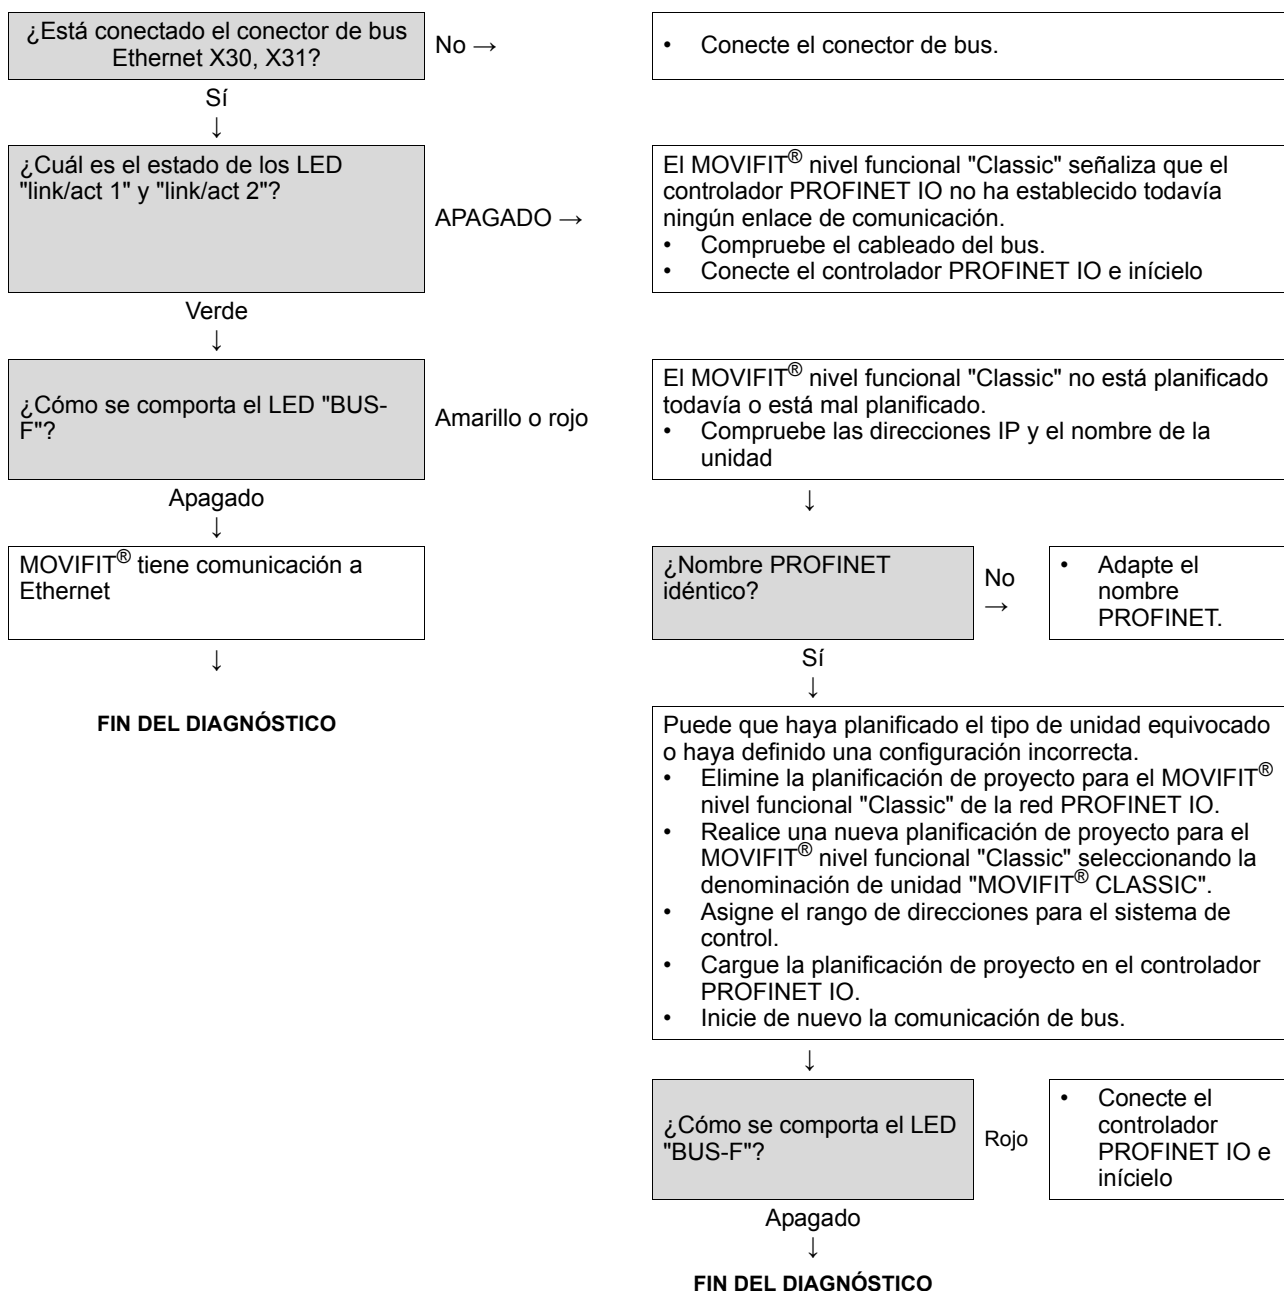 ¿Está conectado el conector de bus
Ethernet X30, X31?
No →
• Conecte el conector de bus.
Sí
↓
¿Cuál es el estado de los LED
"link/act 1" y "link/act 2"?
APAGADO →
El MOVIFIT® nivel funcional "Classic" señaliza que el
controlador PROFINET IO no ha establecido todavía
ningún enlace de comunicación.
• Compruebe el cableado del bus.
• Conecte el controlador PROFINET IO e inícielo
Verde
↓
¿Cómo se comporta el LED "BUS-
F"?
Amarillo o rojo
El MOVIFIT® nivel funcional "Classic" no está planificado
todavía o está mal planificado.
• Compruebe las direcciones IP y el nombre de la
unidad
Apagado
↓
↓
MOVIFIT® tiene comunicación a
Ethernet
¿Nombre PROFINET
idéntico?
No
→
• Adapte el
nombre
PROFINET.
↓
Sí
↓
FIN DEL DIAGNÓSTICO
Puede que haya planificado el tipo de unidad equivocado
o haya definido una configuración incorrecta.
• Elimine la planificación de proyecto para el MOVIFIT®
nivel funcional "Classic" de la red PROFINET IO.
• Realice una nueva planificación de proyecto para el
MOVIFIT® nivel funcional "Classic" seleccionando la
denominación de unidad "MOVIFIT® CLASSIC".
• Asigne el rango de direcciones para el sistema de
control.
• Cargue la planificación de proyecto en el controlador
PROFINET IO.
• Inicie de nuevo la comunicación de bus.
↓
¿Cómo se comporta el LED
"BUS-F"?
Rojo
• Conecte el
controlador
PROFINET IO e
inícielo
Apagado
↓
FIN DEL DIAGNÓSTICO